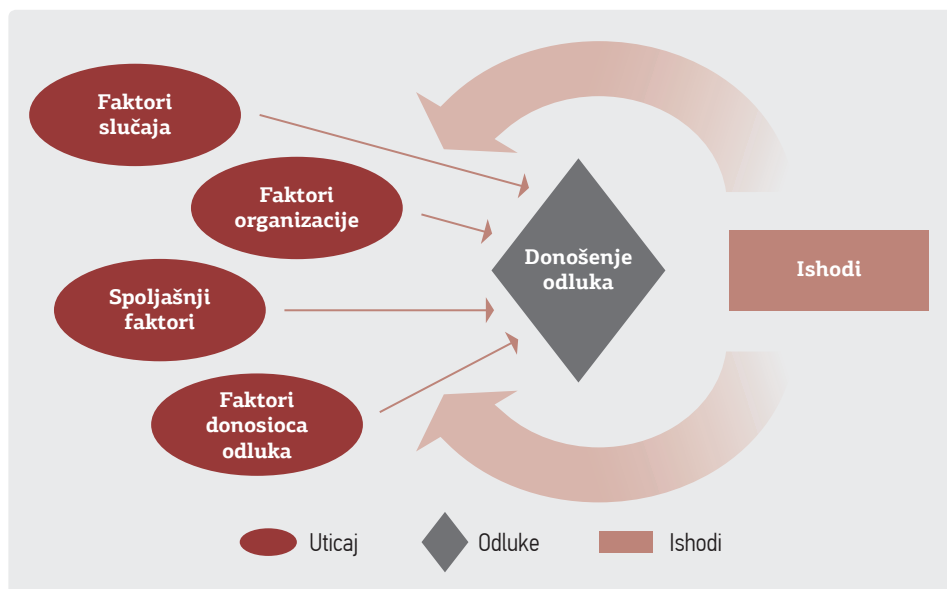 Faktori
slučaja
Faktori
organizacije
Spoljašnji
faktori
Faktori
donosioca
odluka
Donošenje
odluka
Ishodi
Uticaj
Odluke
Ishodi